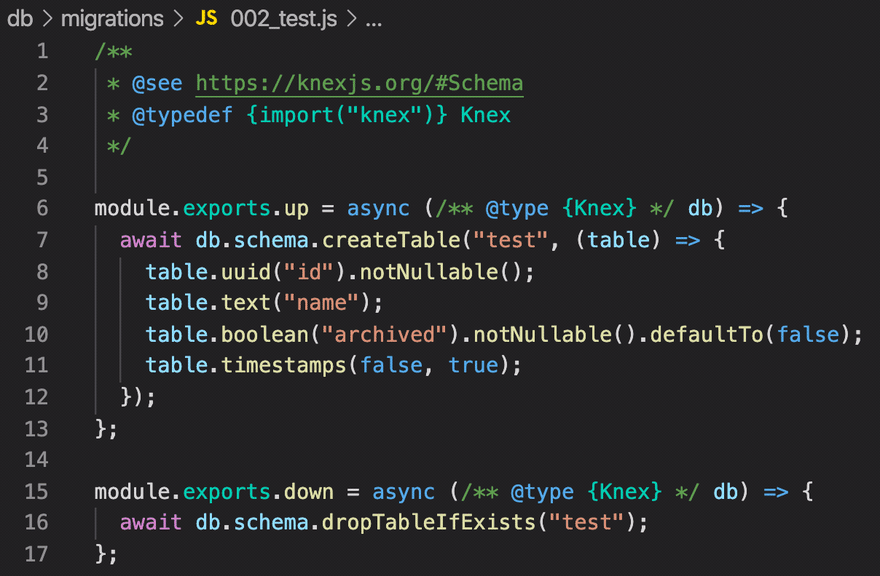 db > migrations > JS 002_test.js > ...
1 /**
2 * @see https://knexjs.org/#Schema
3 * @typedef {import("knex")} Knex
4 */
5
6 module.exports.up = async (/** @type {Knex} */ db) => {
7 await db.schema.createTable("test", (table) => {
8 table.uuid("id").notNullable();
9 table.text("name");
10 table.boolean("archived").notNullable().defaultTo(false);
11 table.timestamps(false, true);
12 });
13 };
14
15 module.exports.down = async (/** @type {Knex} */ db) => {
16 await db.schema.dropTableIfExists("test");
17 };